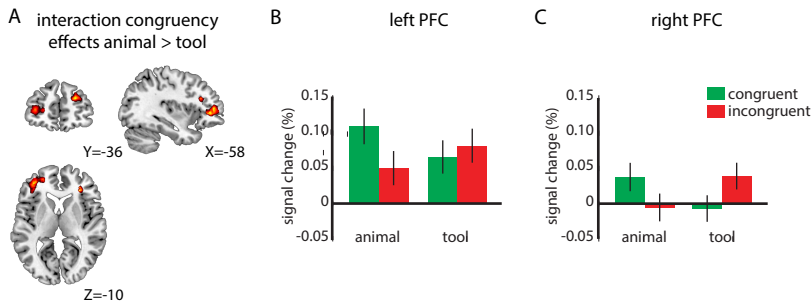 A
interaction congruency
effects animal > tool
Y=-36
X=-58
Z=-10
B
left PFC
signal change (%)
0.15
0.10
0.05
0
-0.05
animal
tool
C
right PFC
congruent
incongruent
signal change (%)
0.15
0.10
0.05
0
-0.05
animal
tool